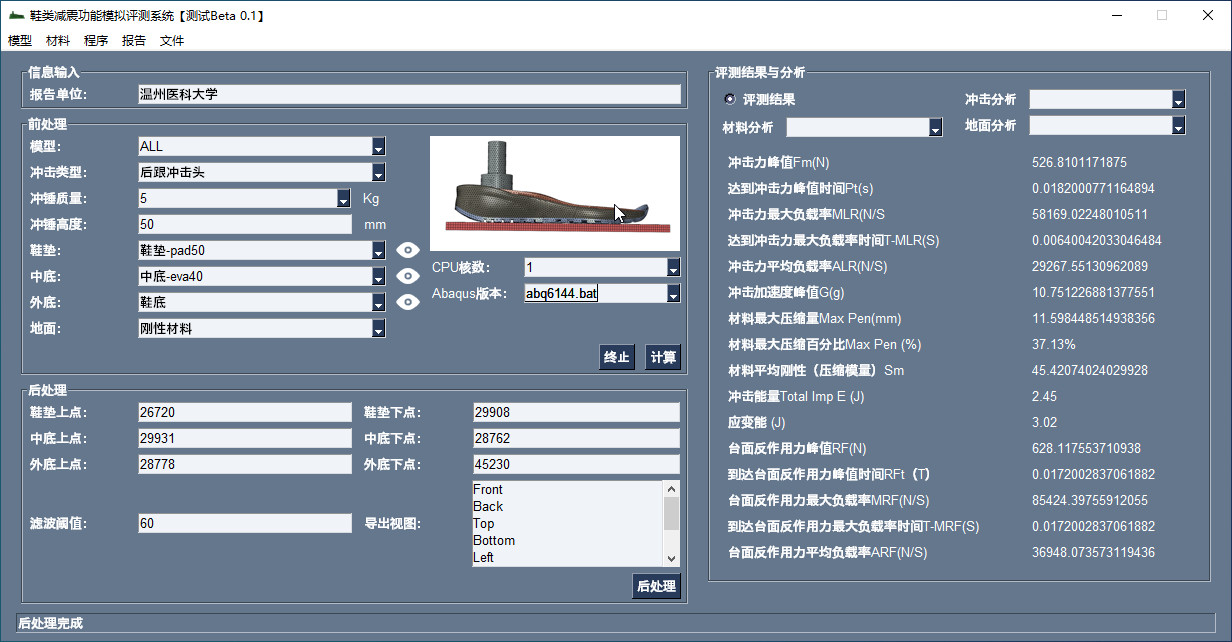 鞋类减震功能模拟评测系统【测试Beta 0.1】
模型 材料 程序 报告 文件
信息输入
报告单位： 温州医科大学
前处理
模型： ALL
冲击类型： 后跟冲击头
冲锤质量： 5 Kg
冲锤高度： 50 mm
鞋垫： 鞋垫-pad50
中底： 中底-eva40
外底： 鞋底
地面： 刚性材料
CPU核数： 1
Abaqus版本： abq6144.bat
终止 计算
后处理
鞋垫上点： 26720 鞋垫下点： 29908
中底上点： 29931 中底下点： 28762
外底上点： 28778 外底下点： 45230
滤波阈值： 60 导出视图：
Front
Back
Top
Bottom
Left
后处理
评测结果与分析
评测结果 冲击分析
材料分析 地面分析
冲击力峰值Fm(N) 526.8101171875
达到冲击力峰值时间Pt(s) 0.0182000771164894
冲击力最大负载率MLR(N/S 58169.02248010511
达到冲击力最大负载率时间T-MLR(S) 0.00640042033046484
冲击力平均负载率ALR(N/S) 29267.55130962089
冲击加速度峰值G(g) 10.751226881377551
材料最大压缩量Max Pen(mm) 11.598448514938356
材料最大压缩百分比Max Pen (%) 37.13%
材料平均刚性（压缩模量）Sm 45.42074024029928
冲击能量Total Imp E (J) 2.45
应变能 (J) 3.02
台面反作用力峰值RF(N) 628.117553710938
到达台面反作用力峰值时间RFt（T） 0.0172002837061882
台面反作用力最大负载率MRF(N/S) 85424.39755912055
到达台面反作用力最大负载率时间T-MRF(S) 0.0172002837061882
台面反作用力平均负载率ARF(N/S) 36948.073573119436
后处理完成